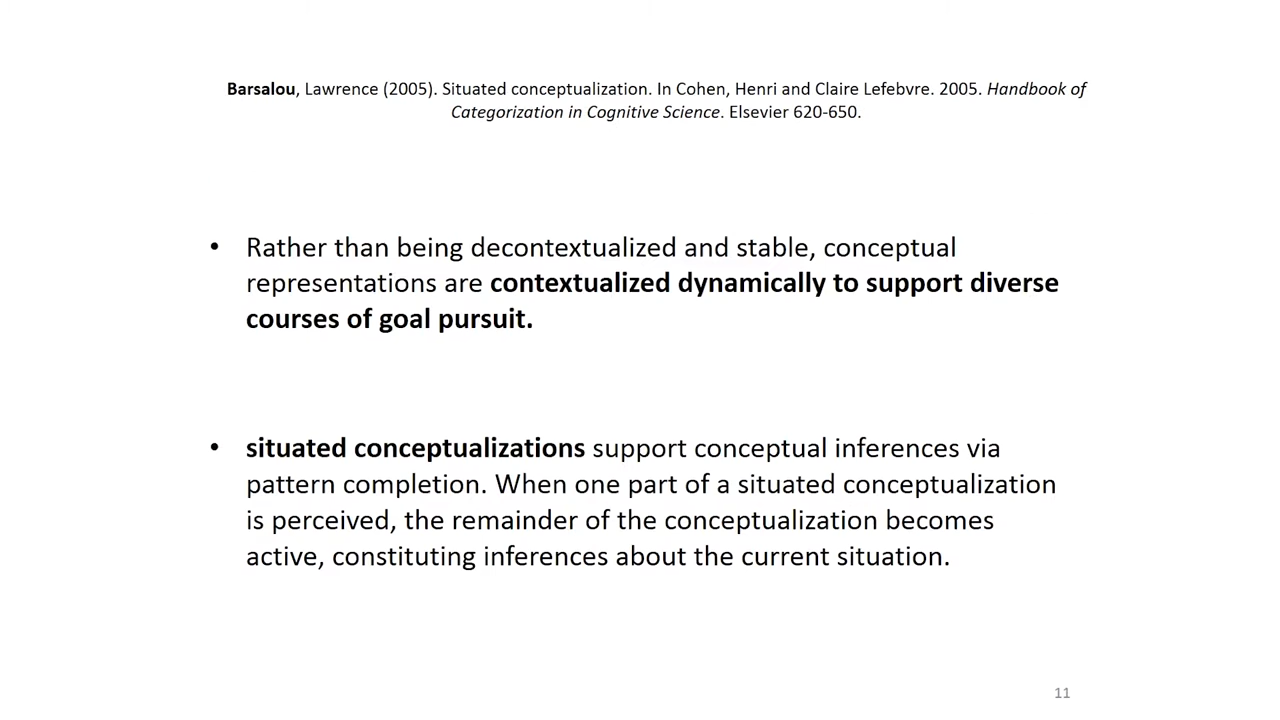 Barsalou, Lawrence (2005). Situated conceptualization. In Cohen, Henri and Claire Lefebvre. 2005. Handbook of
Categorization in Cognitive Science. Elsevier 620-650.
• Rather than being decontextualized and stable, conceptual
representations are contextualized dynamically to support diverse
courses of goal pursuit.
• situated conceptualizations support conceptual inferences via
pattern completion. When one part of a situated conceptualization
is perceived, the remainder of the conceptualization becomes
active, constituting inferences about the current situation.
11